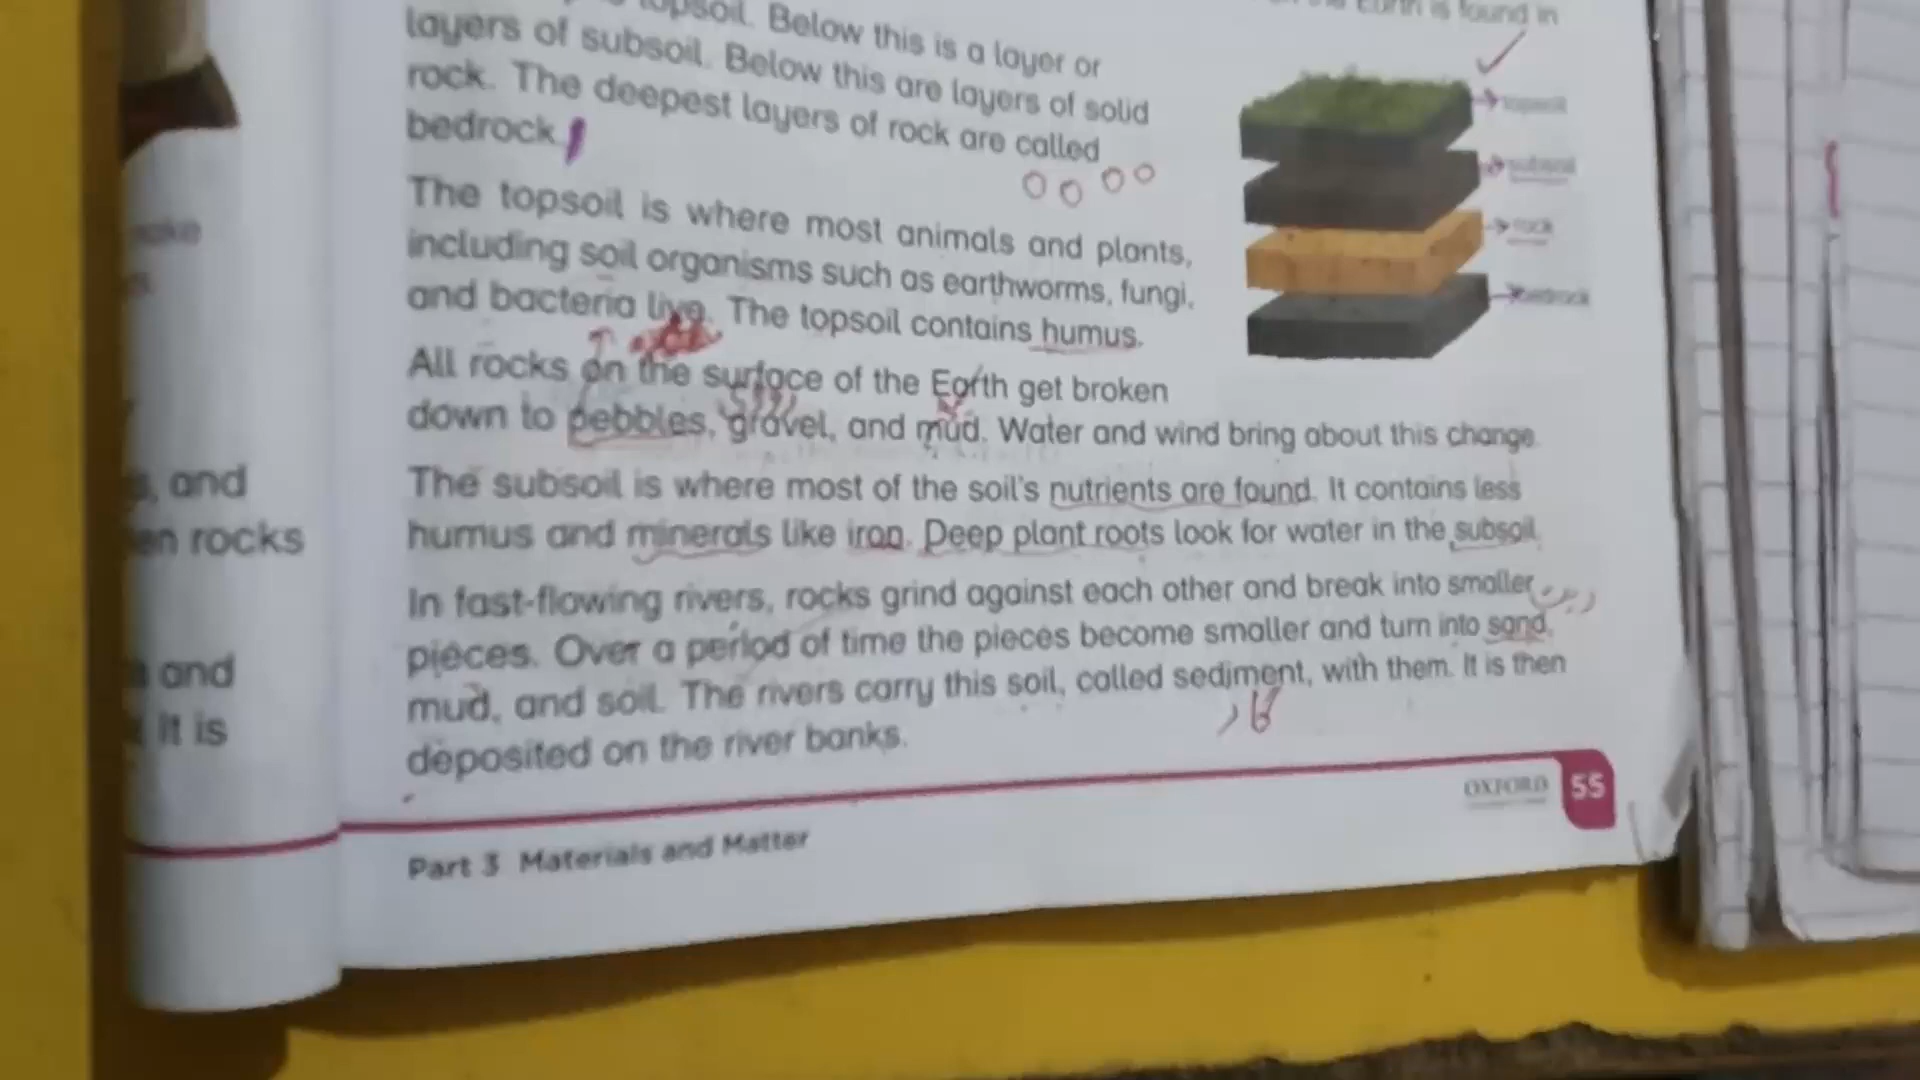 topsoil. Below this is a layer or
layers of subsoil. Below this are layers of solid
rock. The deepest layers of rock are called
bedrock.
is found in
topsoil
subsoil
rock
bedrock
The topsoil is where most animals and plants,
including soil organisms such as earthworms, fungi,
and bacteria live. The topsoil contains humus.
All rocks on the surface of the Earth get broken
down to pebbles, gravel, and mud. Water and wind bring about this change.
The subsoil is where most of the soil's nutrients are found. It contains less
humus and minerals like iron. Deep plant roots look for water in the subsoil.
In fast-flowing rivers, rocks grind against each other and break into smaller
pieces. Over a period of time the pieces become smaller and turn into sand,
mud, and soil. The rivers carry this soil, called sediment, with them. It is then
deposited on the river banks.
OXFORD
55
Part 3 Materials and Matter
and
rocks
and
it is